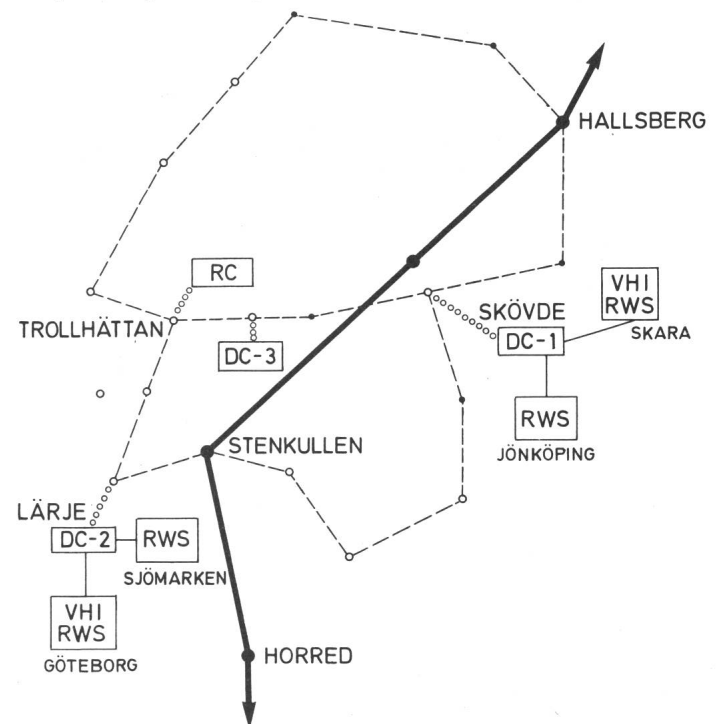 HALLSBERG
RC
TROLLHÄTTAN
DC-3
SKÖVDE
DC-1
VHI
RWS
SKARA
RWS
JÖNKÖPING
STENKULLEN
LÄRJE
DC-2
RWS
SJÖMARKEN
VHI
RWS
GÖTEBORG
HORRED